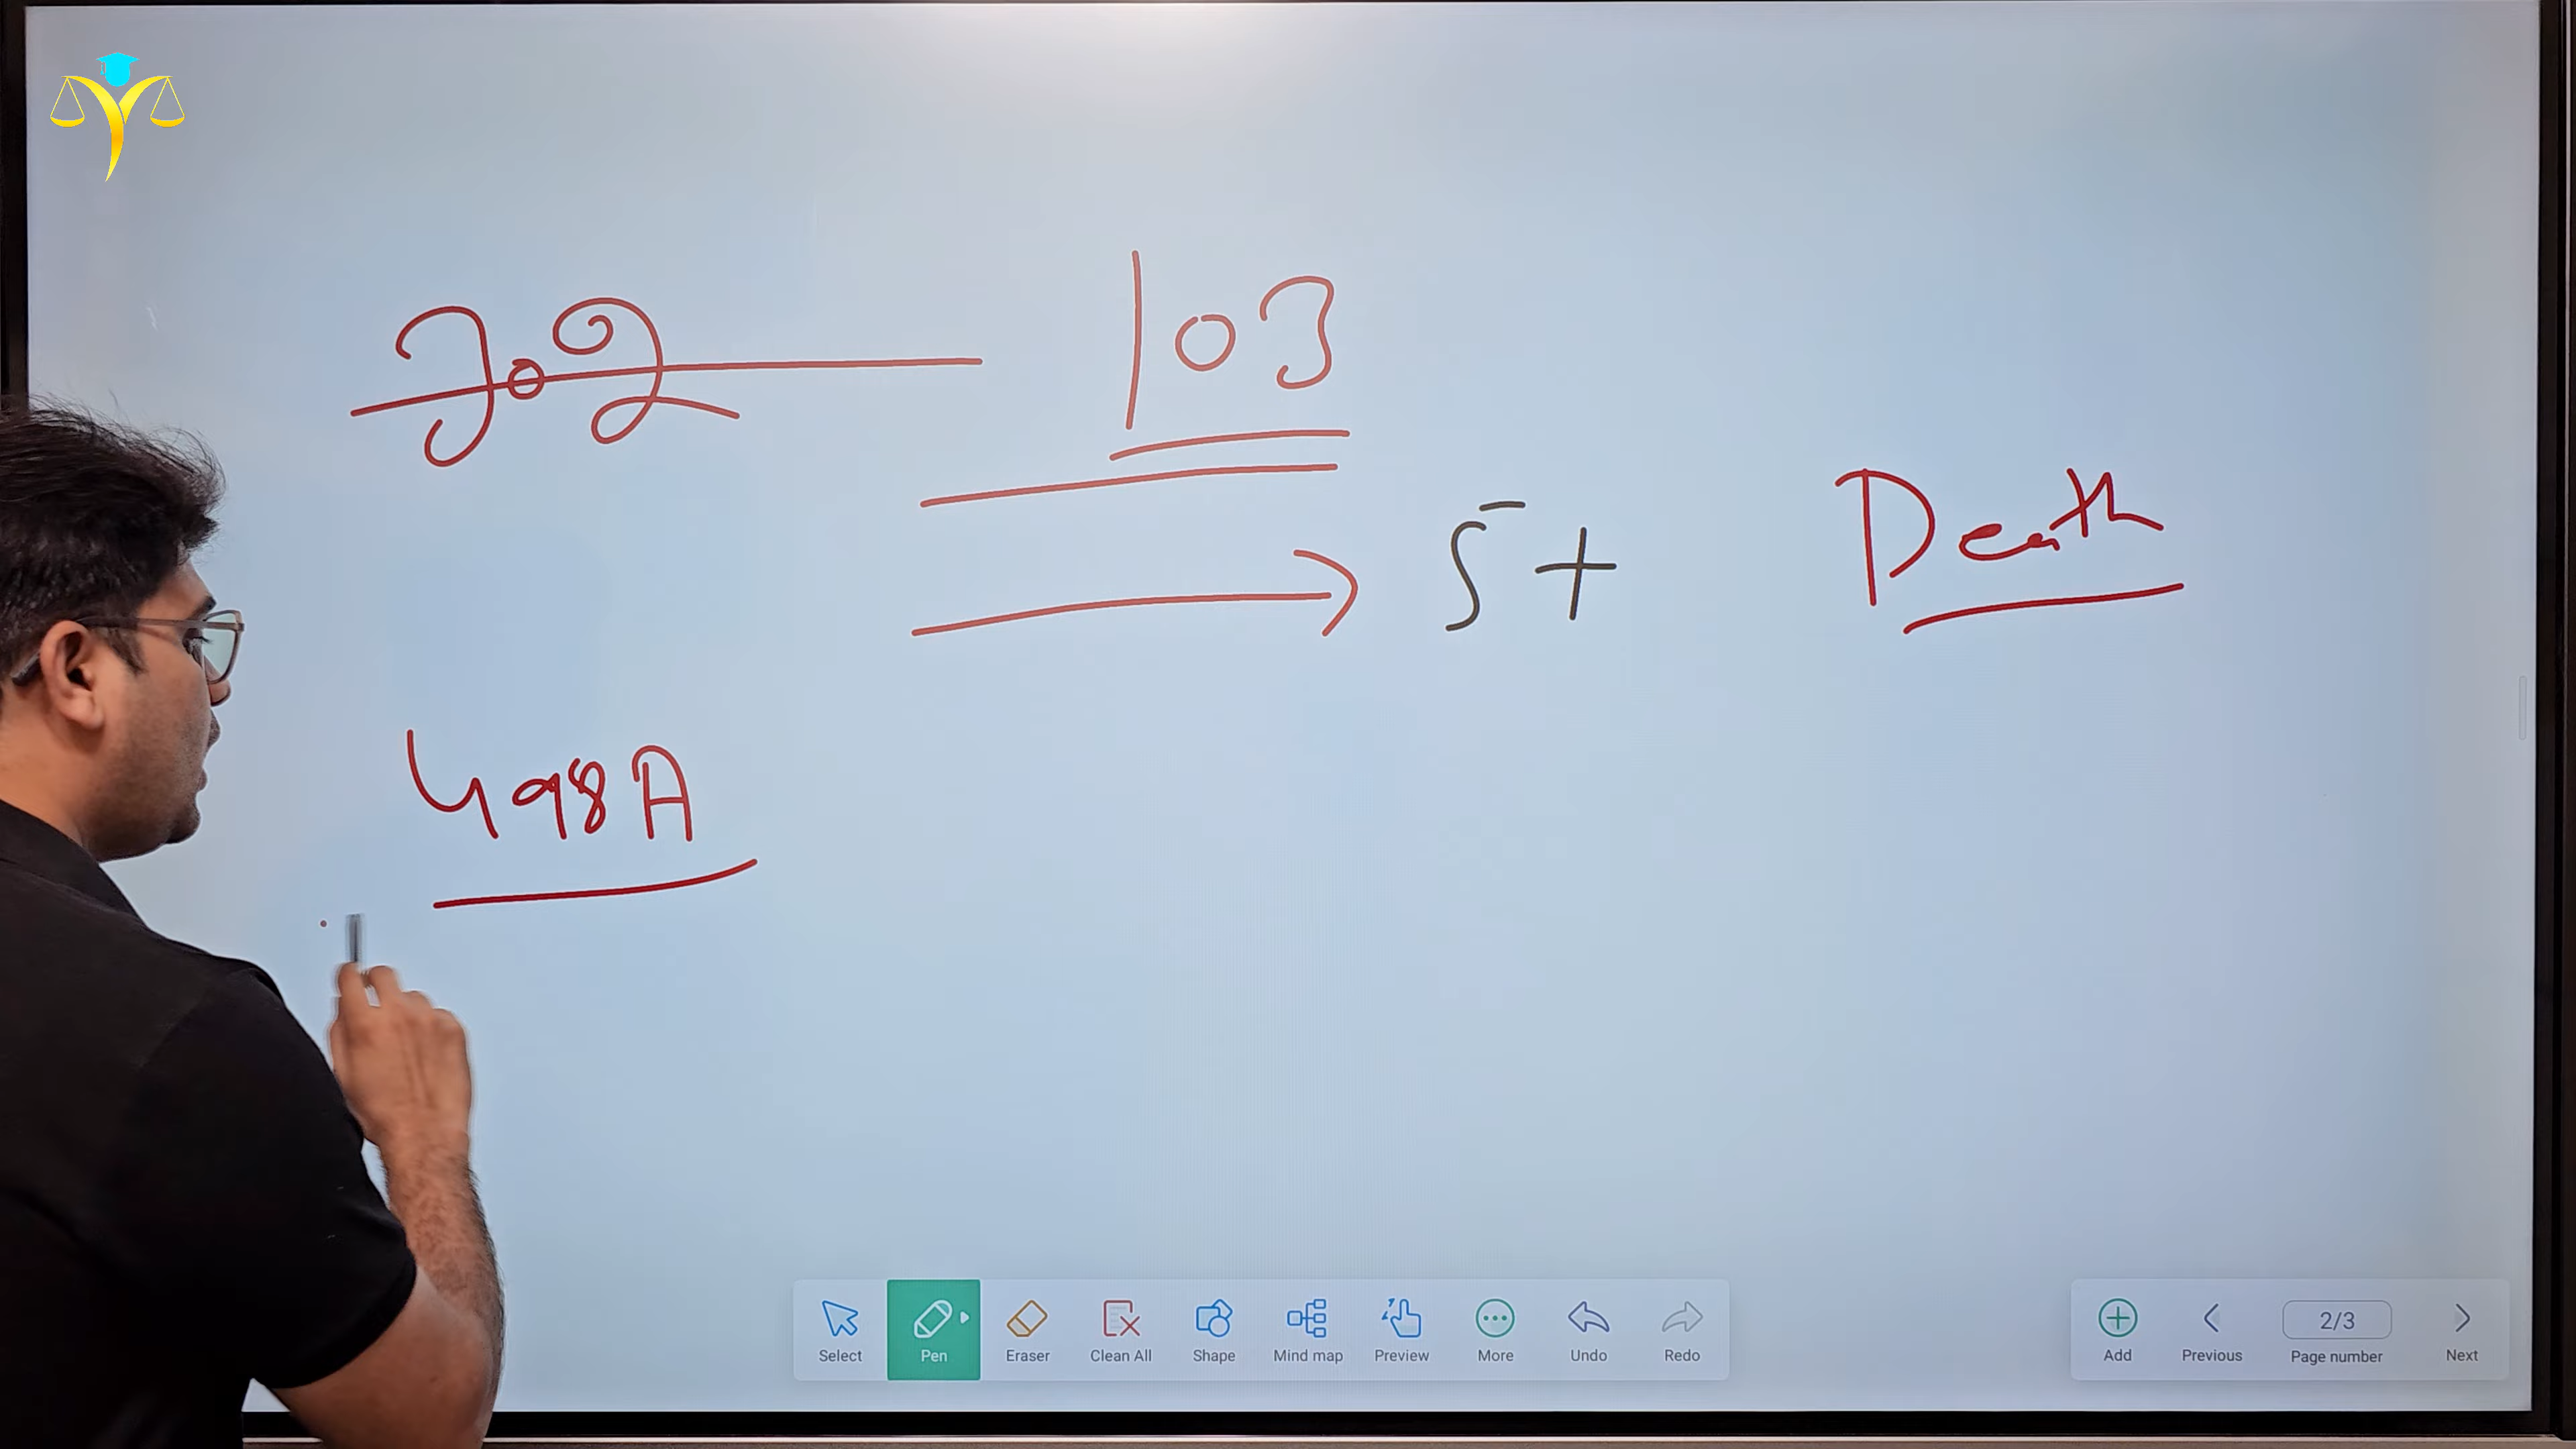 302 103
5+ Death
498A
Select Pen Eraser Clean All Shape Mind map Preview More Undo Redo
Add Previous 2/3 Page number Next